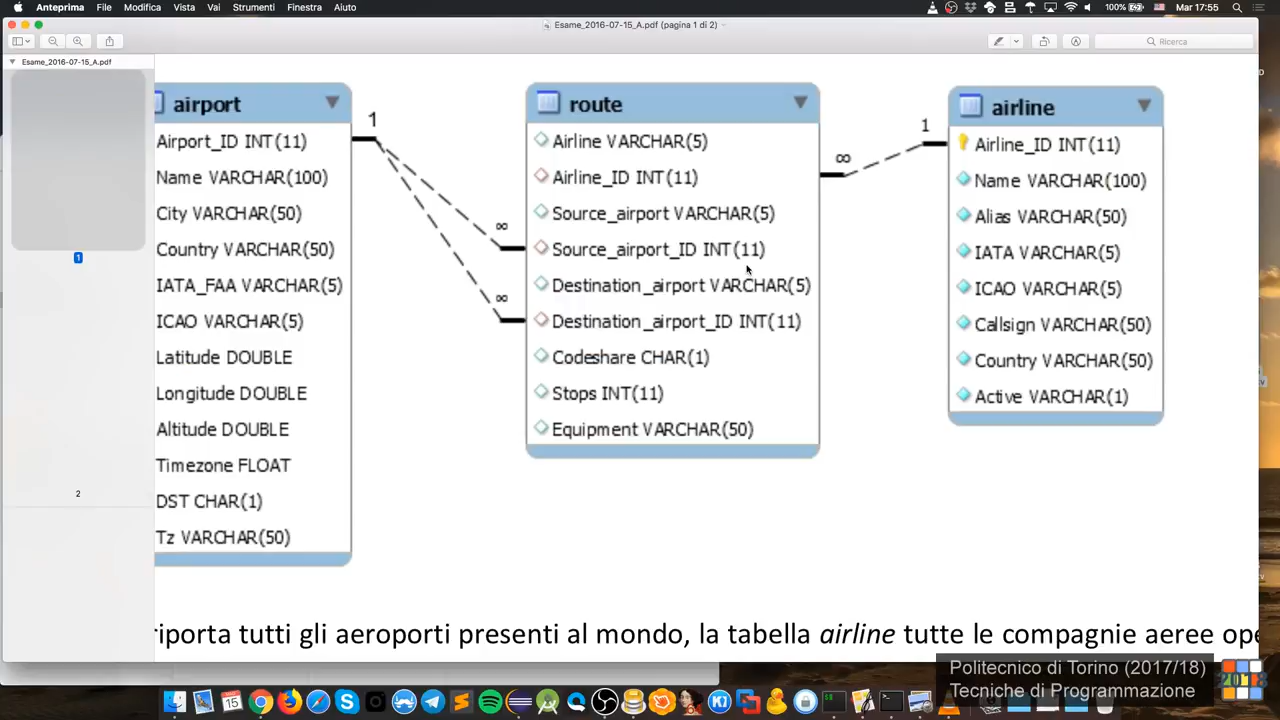 Anteprima File Modifica Vista Vai Strumenti Finestra Aiuto
100% Mar 17:55
Esame_2016-07-15_A.pdf (pagina 1 di 2)
Ricerca
Esame_2016-07-15_A.pdf
1
2
airport
Airport_ID INT(11)
Name VARCHAR(100)
City VARCHAR(50)
Country VARCHAR(50)
IATA_FAA VARCHAR(5)
ICAO VARCHAR(5)
Latitude DOUBLE
Longitude DOUBLE
Altitude DOUBLE
Timezone FLOAT
DST CHAR(1)
Tz VARCHAR(50)
1
∞
∞
route
Airline VARCHAR(5)
Airline_ID INT(11)
Source_airport VARCHAR(5)
Source_airport_ID INT(11)
Destination_airport VARCHAR(5)
Destination_airport_ID INT(11)
Codeshare CHAR(1)
Stops INT(11)
Equipment VARCHAR(50)
∞
1
airline
Airline_ID INT(11)
Name VARCHAR(100)
Alias VARCHAR(50)
IATA VARCHAR(5)
ICAO VARCHAR(5)
Callsign VARCHAR(50)
Country VARCHAR(50)
Active VARCHAR(1)
riporta tutti gli aeroporti presenti al mondo, la tabella airline tutte le compagnie aeree ope
Politecnico di Torino (2017/18)
Tecniche di Programmazione
2018